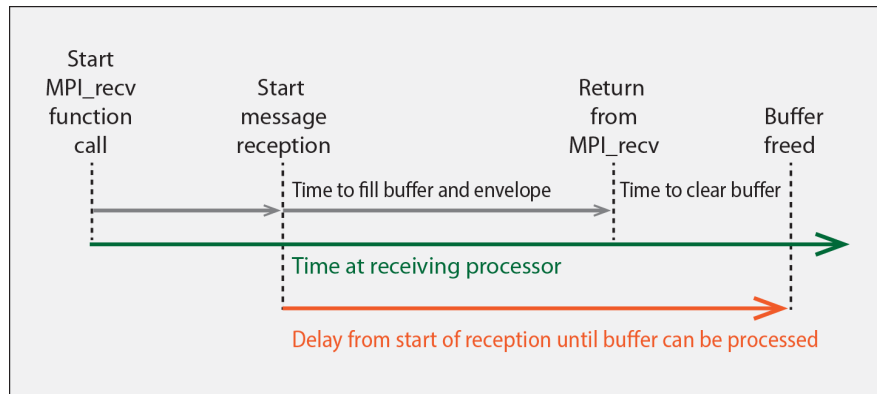 Start
MPI_recv
function
call
Start
message
reception
Return
from
MPI_recv
Buffer
freed
Time to fill buffer and envelope
Time to clear buffer
Time at receiving processor
Delay from start of reception until buffer can be processed